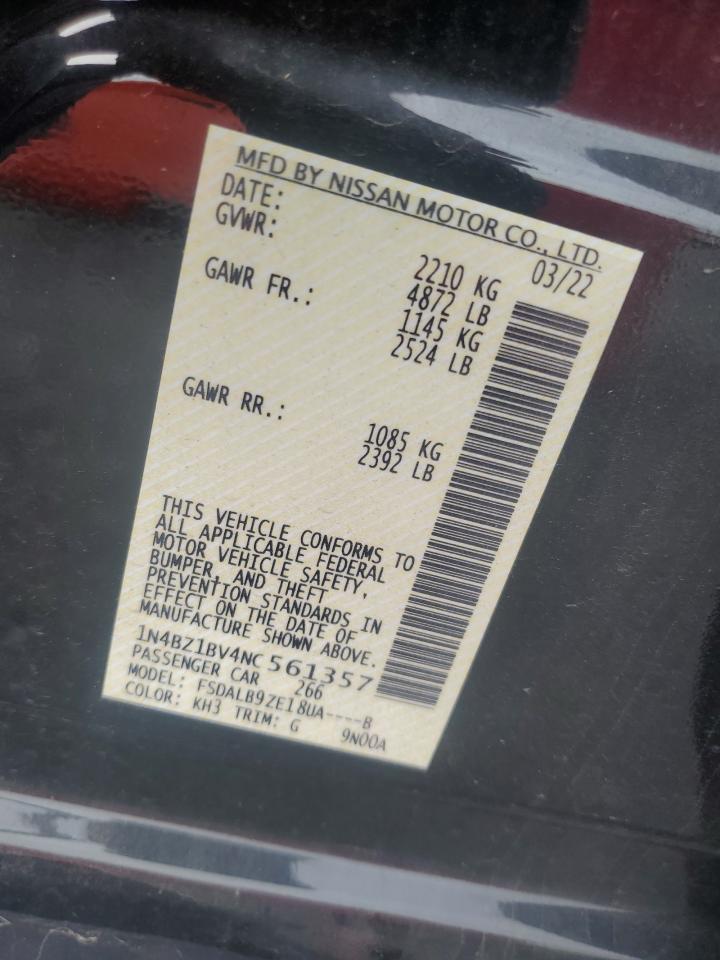 MFD BY NISSAN MOTOR CO., LTD.
DATE: 03/22
GVWR: 2210 KG
4872 LB
GAWR FR.: 1145 KG
2524 LB
GAWR RR.: 1085 KG
2392 LB
THIS VEHICLE CONFORMS TO
ALL APPLICABLE FEDERAL
MOTOR VEHICLE SAFETY,
BUMPER, AND THEFT
PREVENTION STANDARDS IN
EFFECT ON THE DATE OF
MANUFACTURE SHOWN ABOVE.
1N4BZ1BV4NC561357
PASSENGER CAR 266
MODEL: FSDALB9ZE18UA----B
COLOR: KH3 TRIM: G 9N00A